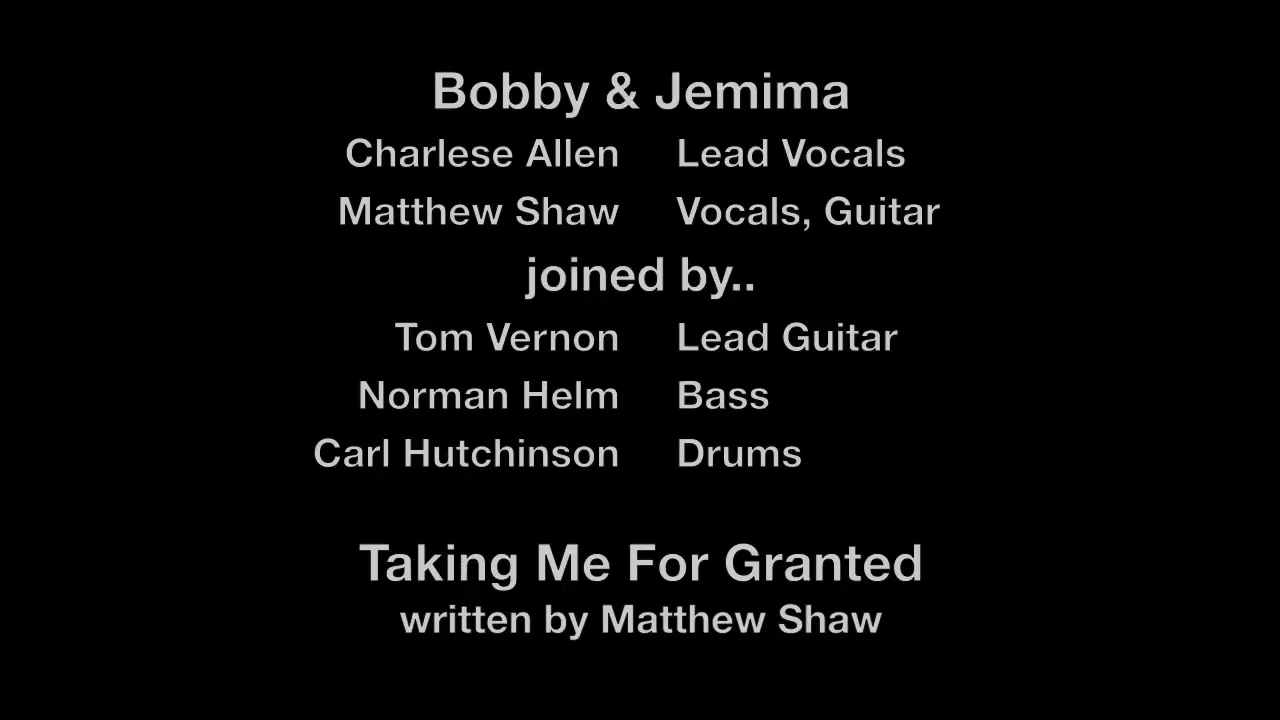 Bobby & Jemima
Charlese Allen Lead Vocals
Matthew Shaw Vocals, Guitar
joined by..
Tom Vernon Lead Guitar
Norman Helm Bass
Carl Hutchinson Drums
Taking Me For Granted
written by Matthew Shaw